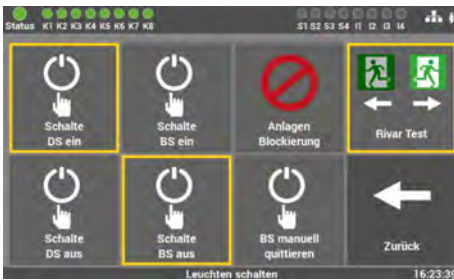 Status K1 K2 K3 K4 K5 K6 K7 K8 S1 S2 S3 S4 I1 I2 I3 I4
Schalte
DS ein
Schalte
BS ein
Anlagen
Blockierung
Rivar Test
Schalte
DS aus
Schalte
BS aus
BS manuell
quittieren
Zurück
Leuchten schalten 16:23:39